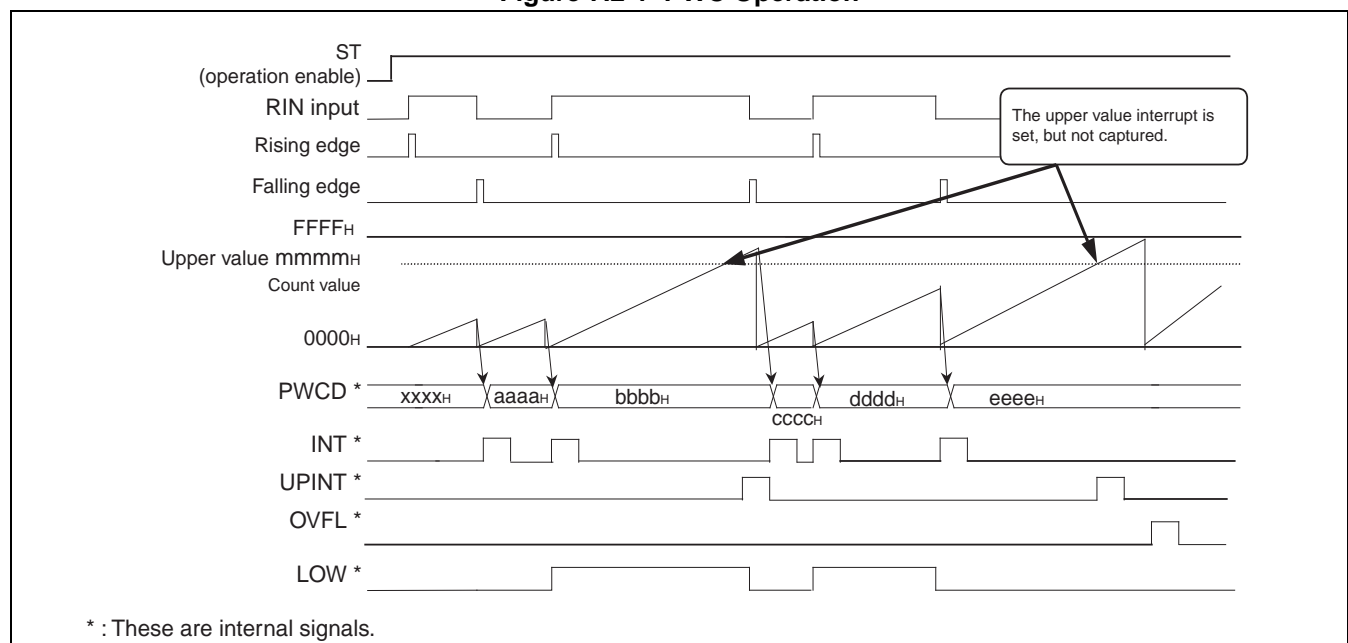 ST
(operation enable)
RIN input
Rising edge
Falling edge
FFFFH
Upper value mmmmH
Count value
0000H
PWCD *
xxxxH
aaaaH
bbbbH
ccccH
ddddH
eeeeH
INT *
UPINT *
OVFL *
LOW *
The upper value interrupt is
set, but not captured.
* : These are internal signals.